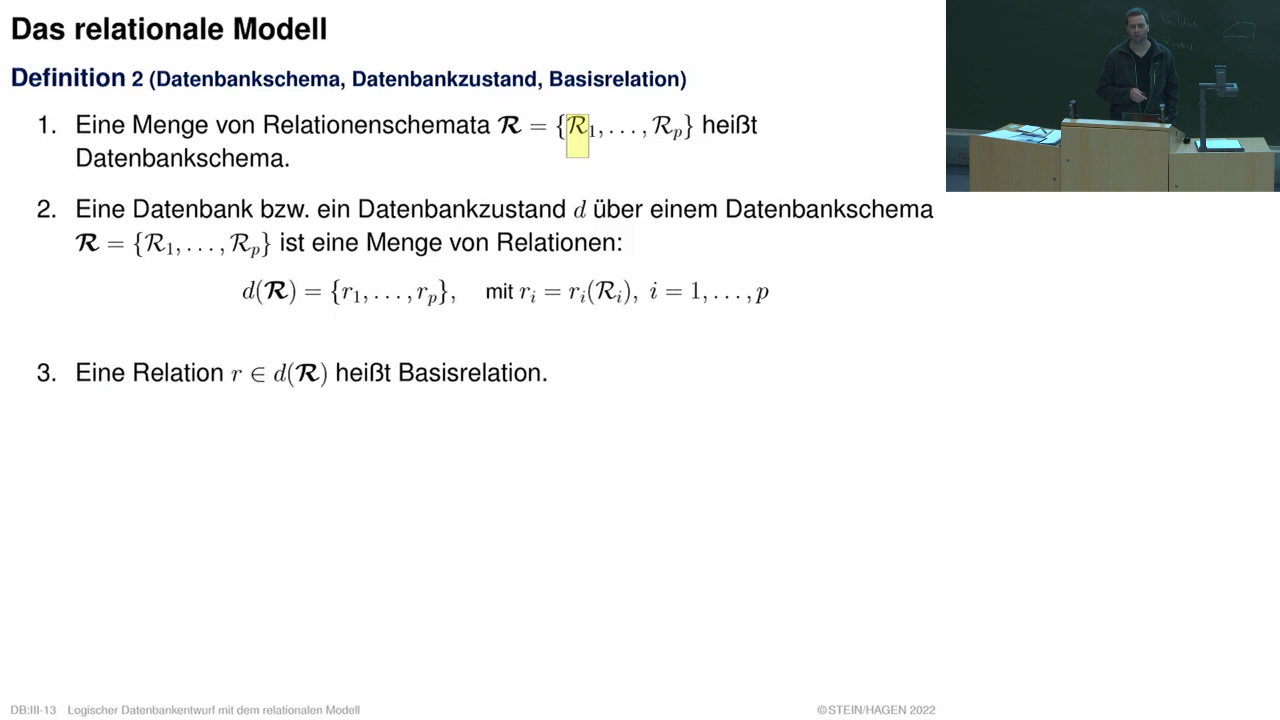 Das relationale Modell
Definition 2 (Datenbankschema, Datenbankzustand, Basisrelation)
1. Eine Menge von Relationenschemata 𝓡 = {ℛ₁, . . . , ℛₚ} heißt
Datenbankschema.
2. Eine Datenbank bzw. ein Datenbankzustand d über einem Datenbankschema
𝓡 = {ℛ₁, . . . , ℛₚ} ist eine Menge von Relationen:
d(𝓡) = {r₁, . . . , rₚ}, mit rᵢ = rᵢ(ℛᵢ), i = 1, . . . , p
3. Eine Relation r ∈ d(𝓡) heißt Basisrelation.
DB:III-13 Logischer Datenbankentwurf mit dem relationalen Modell
©STEIN/HAGEN 2022